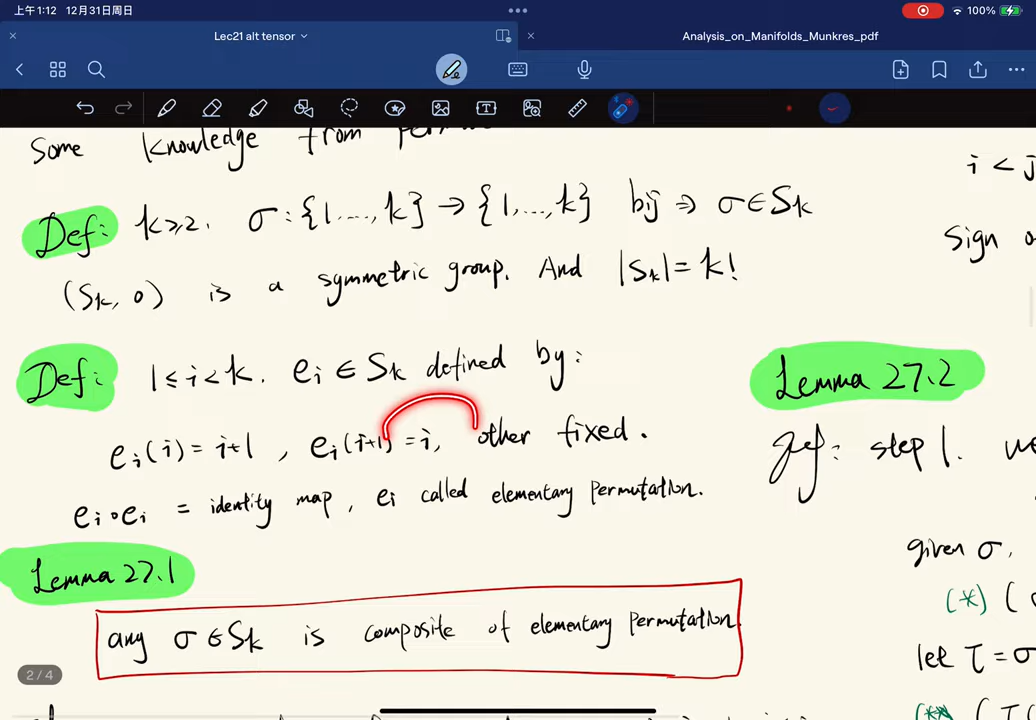 上午1:12 12月31日周日
100%
Lec21 alt tensor
Analysis_on_Manifolds_Munkres_pdf
Some knowledge from
Def: k≥2. σ: {1,...,k} → {1,...,k} bij ⇒ σ∈Sk
(Sk, o) is a symmetric group. And |Sk| = k!
Def: 1≤i<k. ei ∈ Sk defined by:
ei(i) = i+1, ei(i+1) = i, other fixed.
ei∘ei = identity map, ei called elementary permutation.
Lemma 27.1
any σ∈Sk is composite of elementary permutation.
2 / 4
i <
sign
Lemma 27.2
step 1.
given σ.
(*) (
let τ = σ
(**) (